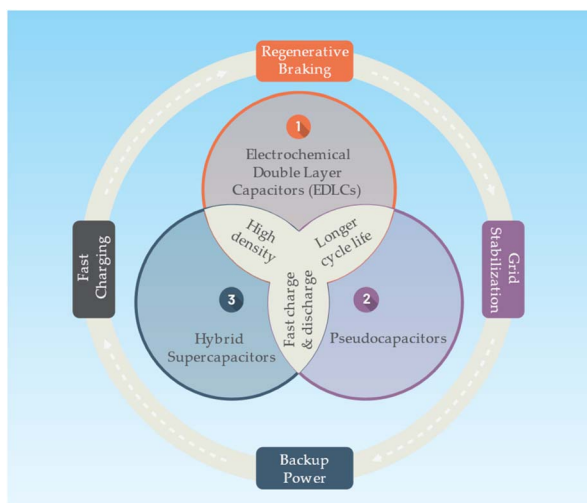 Regenerative
Braking
1
Electrochemical
Double Layer
Capacitors (EDLCs)
High
density
Longer
cycle life
Fast
Charging
Grid
Stabilization
3
Hybrid
Supercapacitors
Fast charge
& discharge
2
Pseudocapacitors
Backup
Power